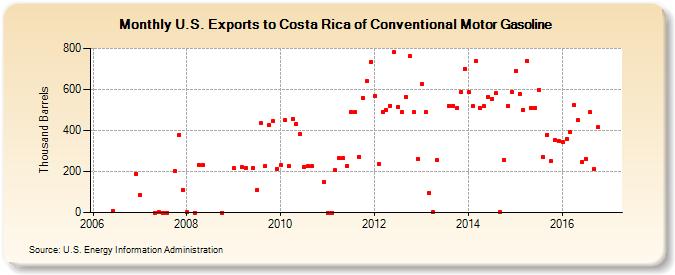 Monthly U.S. Exports to Costa Rica of Conventional Motor Gasoline
Thousand Barrels
800
600
400
200
0
2006 2008 2010 2012 2014 2016
Source: U.S. Energy Information Administration